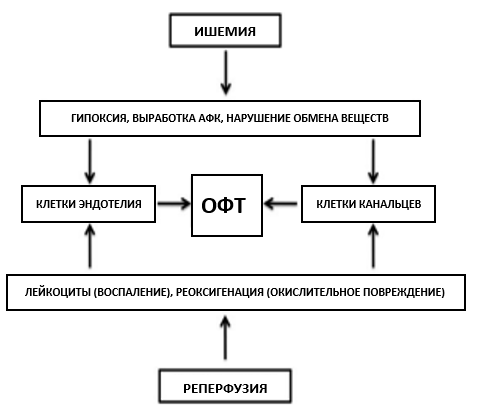 ИШЕМИЯ
ГИПОКСИЯ, ВЫРАБОТКА АФК, НАРУШЕНИЕ ОБМЕНА ВЕЩЕСТВ
КЛЕТКИ ЭНДОТЕЛИЯ
ОФТ
КЛЕТКИ КАНАЛЬЦЕВ
ЛЕЙКОЦИТЫ (ВОСПАЛЕНИЕ), РЕОКСИГЕНАЦИЯ (ОКИСЛИТЕЛЬНОЕ ПОВРЕЖДЕНИЕ)
РЕПЕРФУЗИЯ